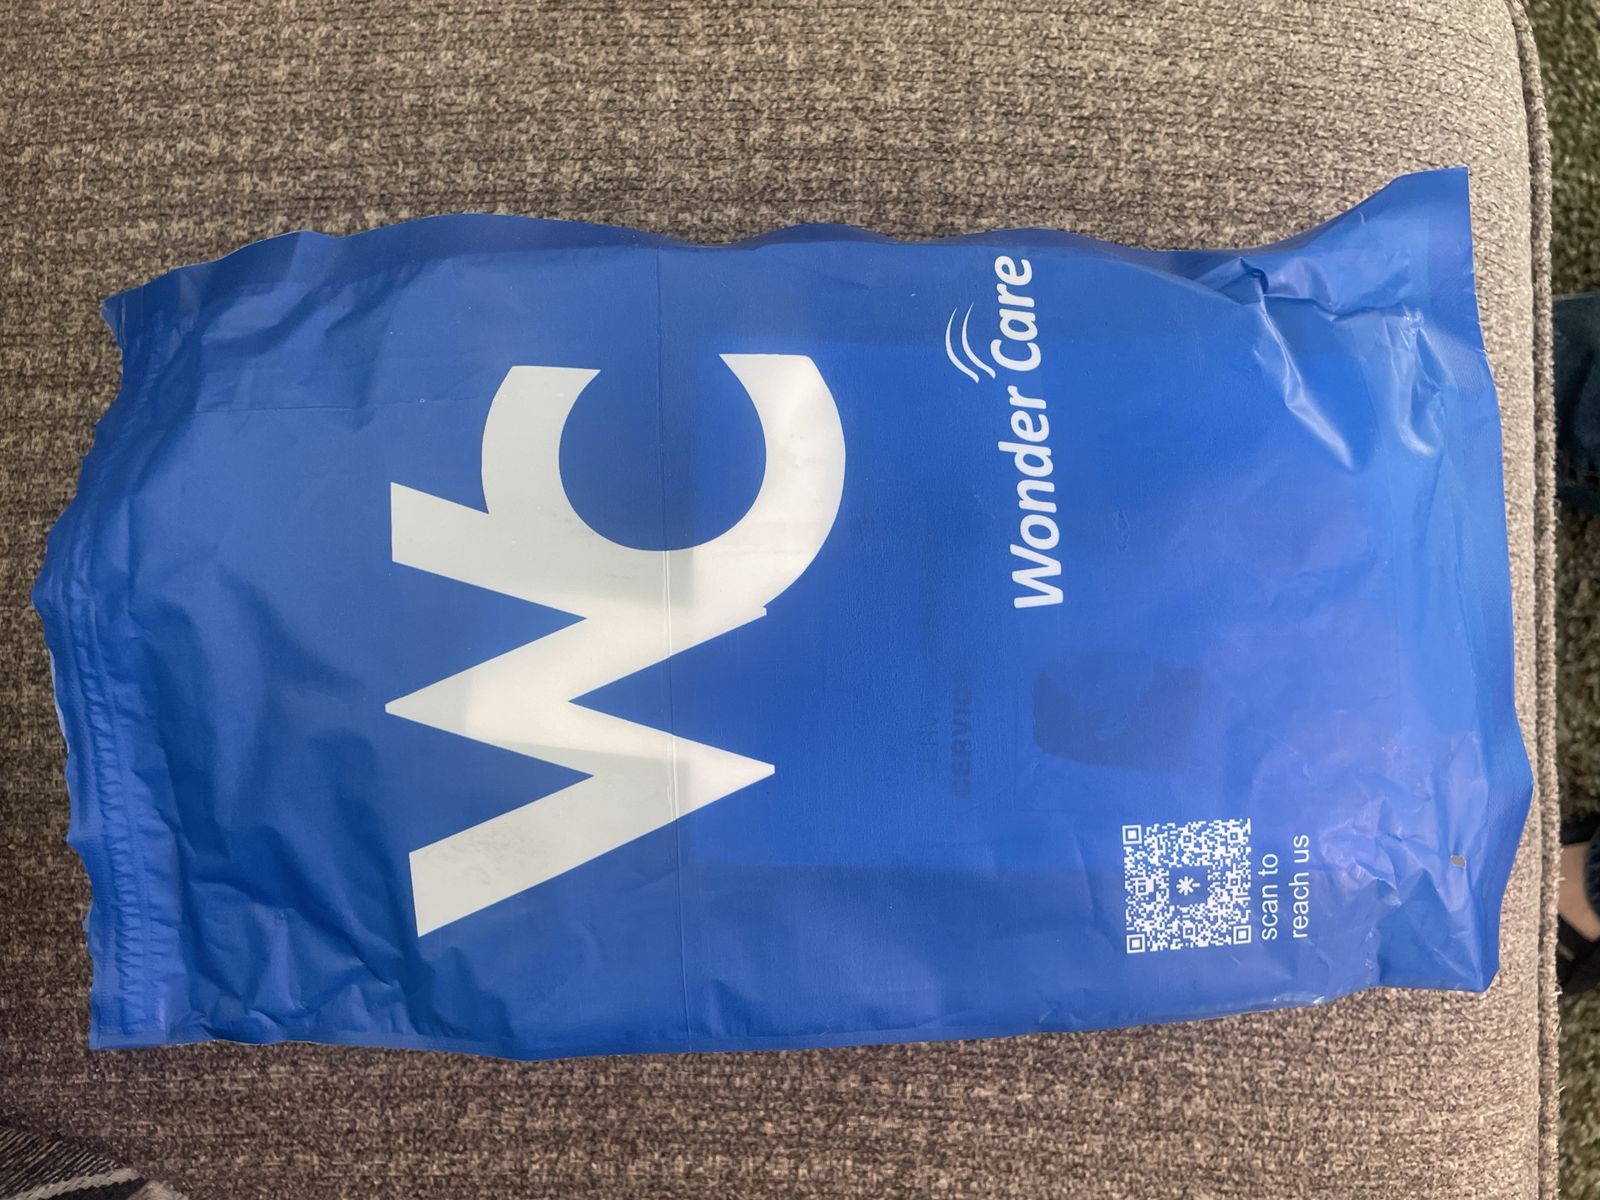 WC
Wonder Care
scan to
reach us